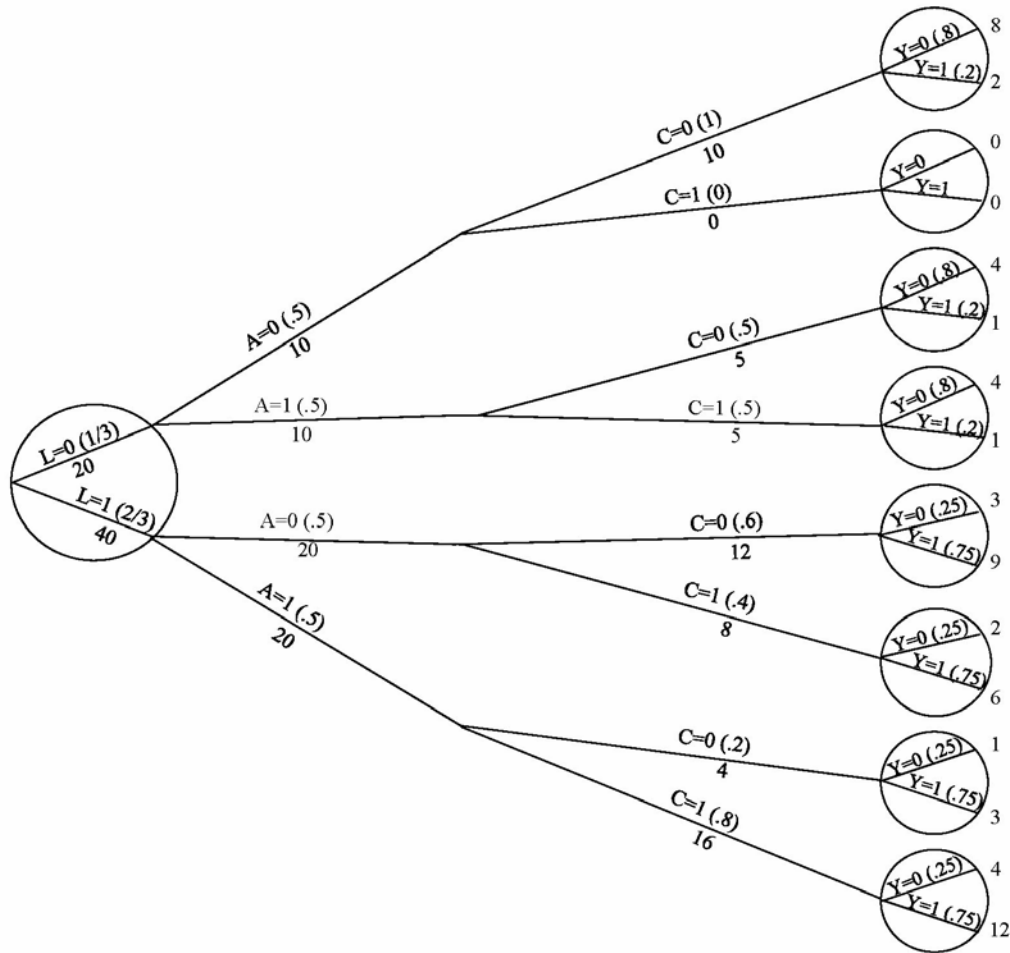 Y=0 (.8)
8
Y=1 (.2)
2
C=0 (1)
10
Y=0
0
Y=1
0
C=1 (0)
0
Y=0 (.8)
4
Y=1 (.2)
1
A=0 (.5)
10
C=0 (.5)
5
Y=0 (.8)
4
Y=1 (.2)
1
A=1 (.5)
10
C=1 (.5)
5
L=0 (1/3)
20
L=1 (2/3)
40
A=0 (.5)
20
C=0 (.6)
12
Y=0 (.25)
3
Y=1 (.75)
9
A=1 (.5)
20
C=1 (.4)
8
Y=0 (.25)
2
Y=1 (.75)
6
C=0 (.2)
4
Y=0 (.25)
1
Y=1 (.75)
3
C=1 (.8)
16
Y=0 (.25)
4
Y=1 (.75)
12